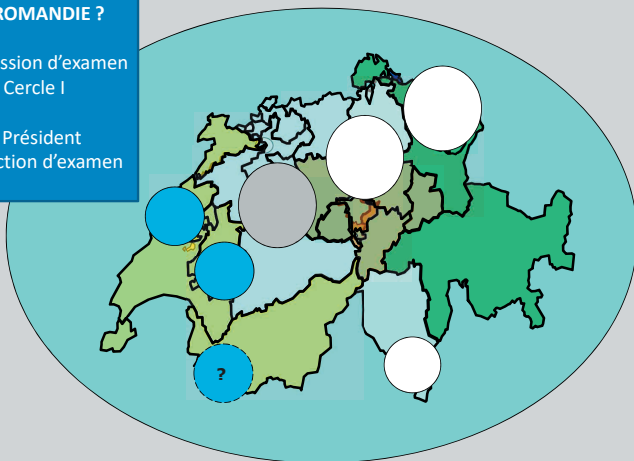 ROMANDIE ?
ssion d'examen
Cercle I
Président
ction d'examen
?